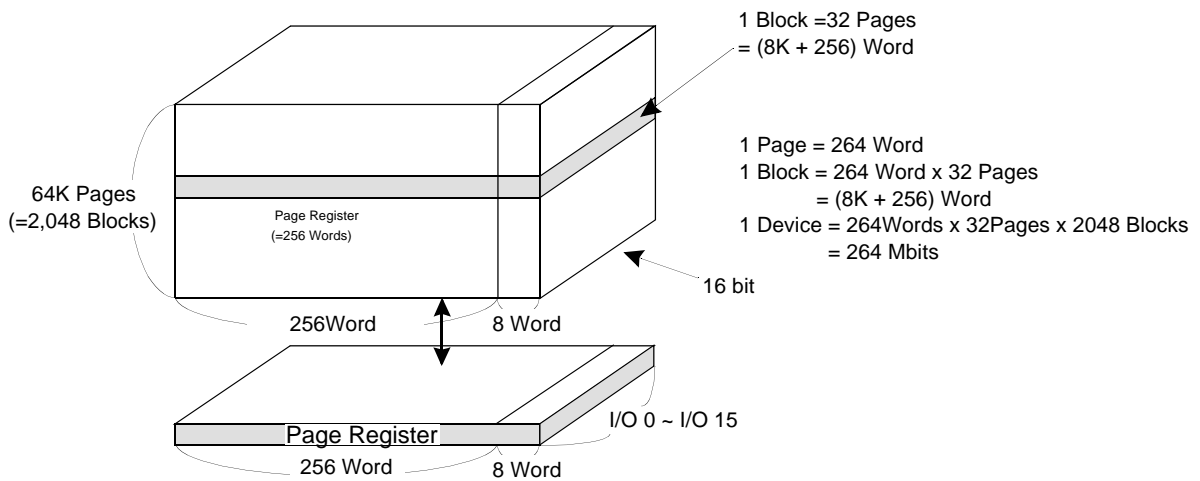 1 Block =32 Pages
= (8K + 256) Word
1 Page = 264 Word
1 Block = 264 Word x 32 Pages
= (8K + 256) Word
1 Device = 264Words x 32Pages x 2048 Blocks
= 264 Mbits
64K Pages
(=2,048 Blocks)
Page Register
(=256 Words)
16 bit
256Word
8 Word
I/O 0 ~ I/O 15
Page Register
256 Word
8 Word